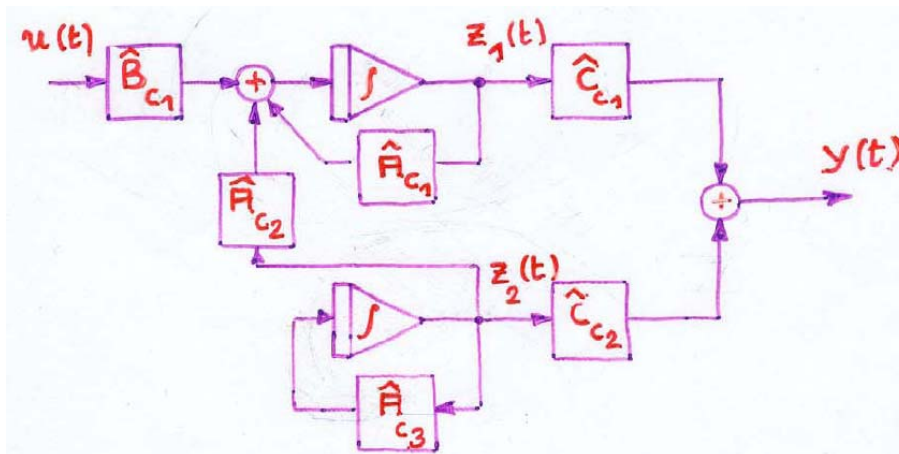 u(t)
B̂c1
+
∫
z1(t)
Ĉc1
Âc1
y(t)
+
Âc2
∫
z2(t)
Ĉc2
Âc3